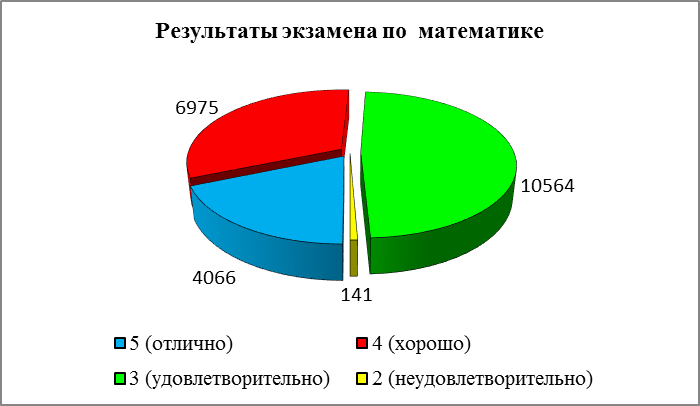 Результаты экзамена по математике
6975
10564
4066
141
5 (отлично)
4 (хорошо)
3 (удовлетворительно)
2 (неудовлетворительно)